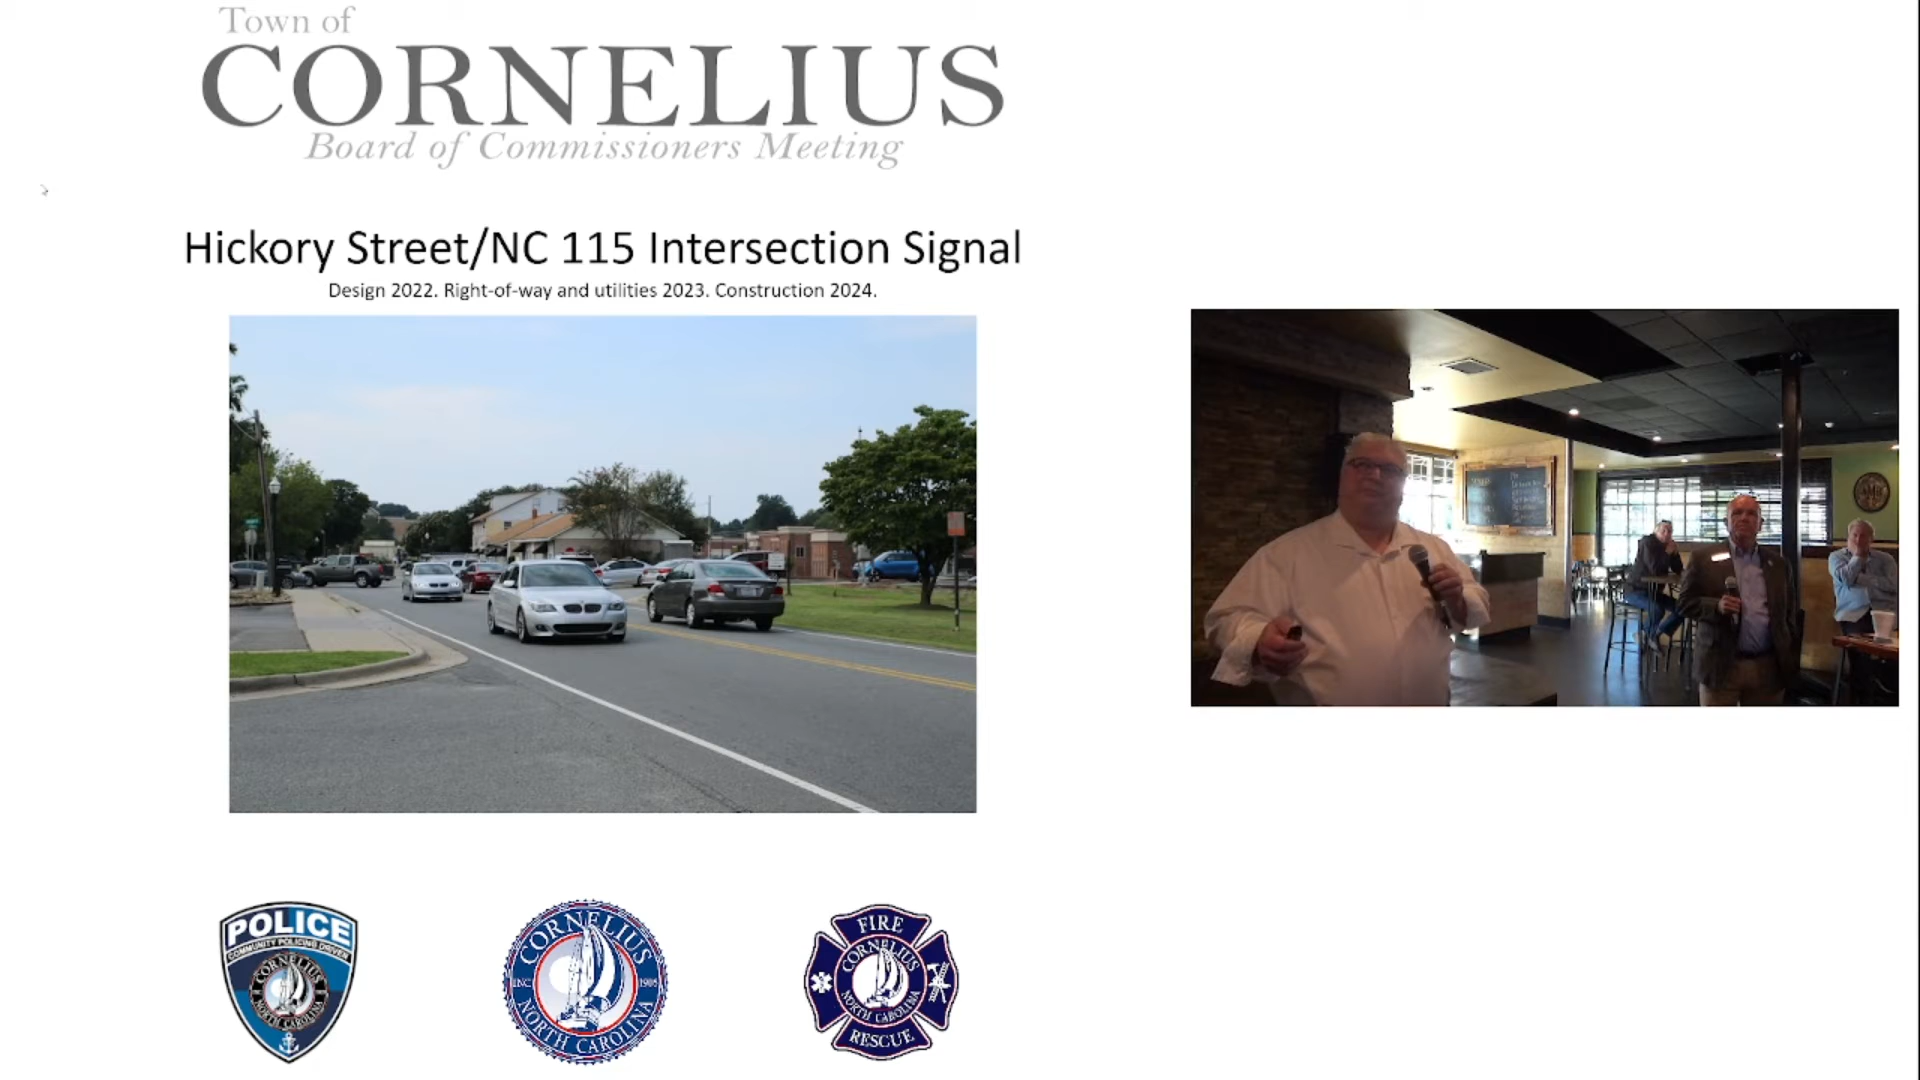 Town of
CORNELIUS
Board of Commissioners Meeting
Hickory Street/NC 115 Intersection Signal
Design 2022. Right-of-way and utilities 2023. Construction 2024.
POLICE
COMMUNITY POLICING DRIVEN
CORNELIUS
NORTH CAROLINA
CORNELIUS
INC 1905
NORTH CAROLINA
FIRE
CORNELIUS
NORTH CAROLINA
RESCUE